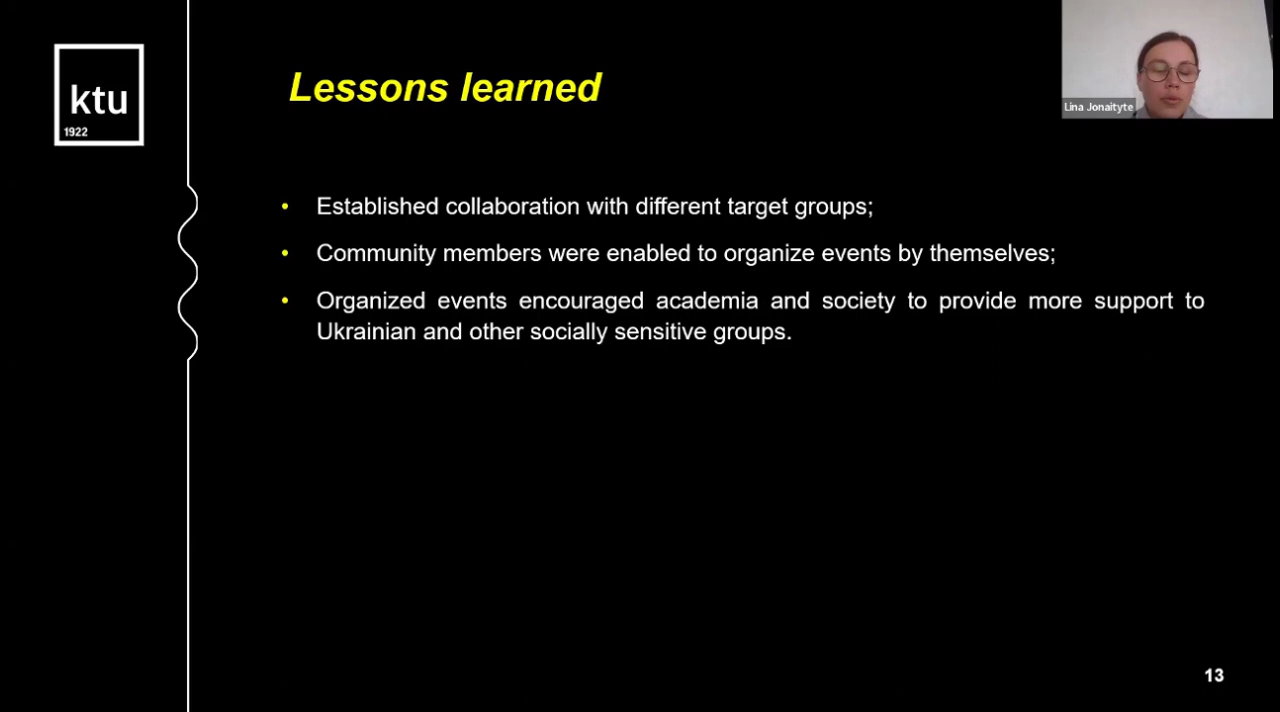 ktu
1922
Lessons learned
Lina Jonaityte
• Established collaboration with different target groups;
• Community members were enabled to organize events by themselves;
• Organized events encouraged academia and society to provide more support to
Ukrainian and other socially sensitive groups.
13